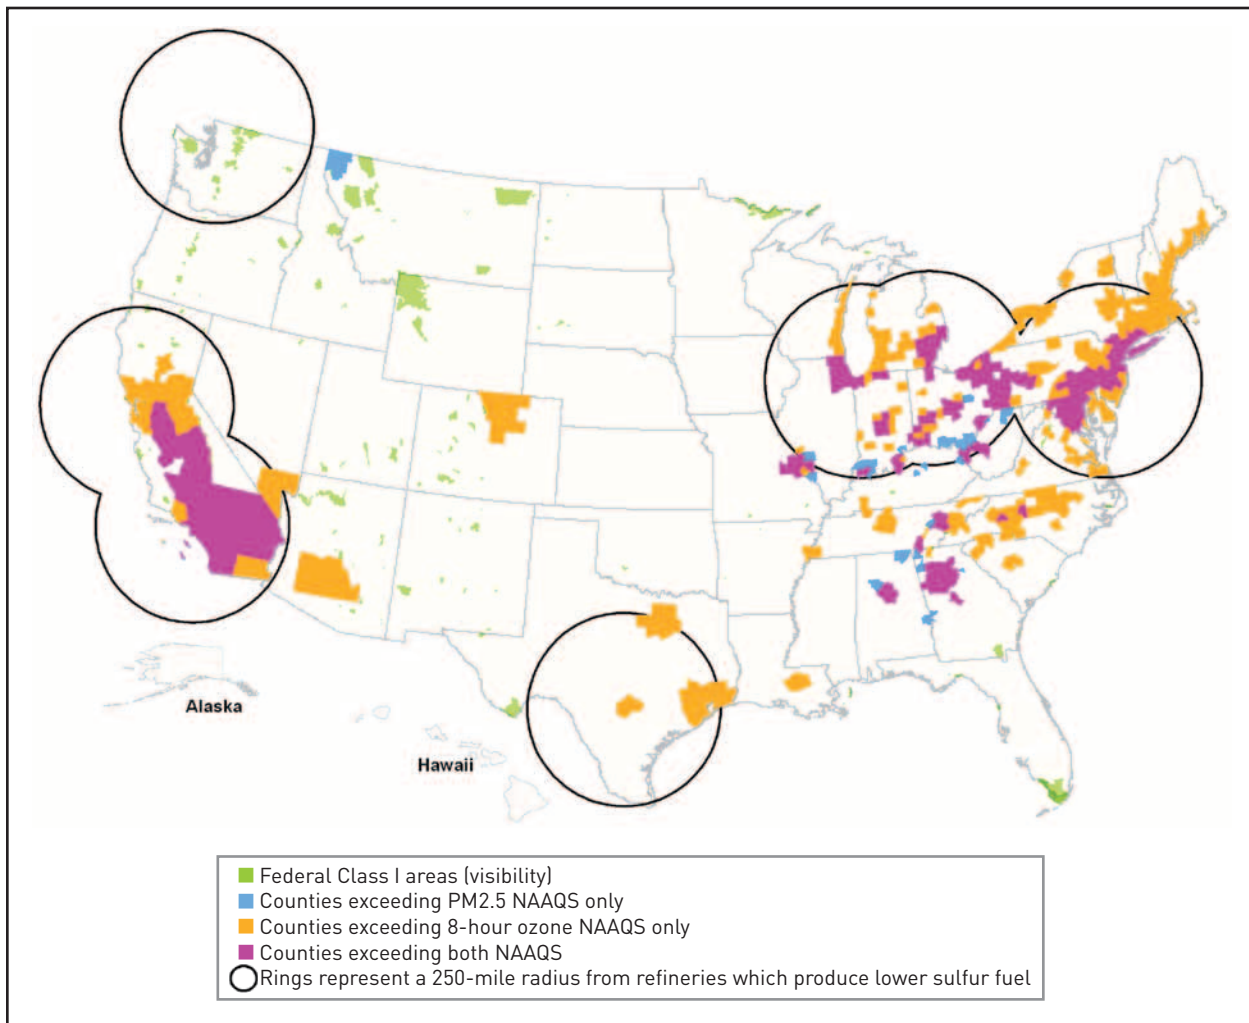 Alaska
Hawaii
Federal Class I areas (visibility)
Counties exceeding PM2.5 NAAQS only
Counties exceeding 8-hour ozone NAAQS only
Counties exceeding both NAAQS
Rings represent a 250-mile radius from refineries which produce lower sulfur fuel